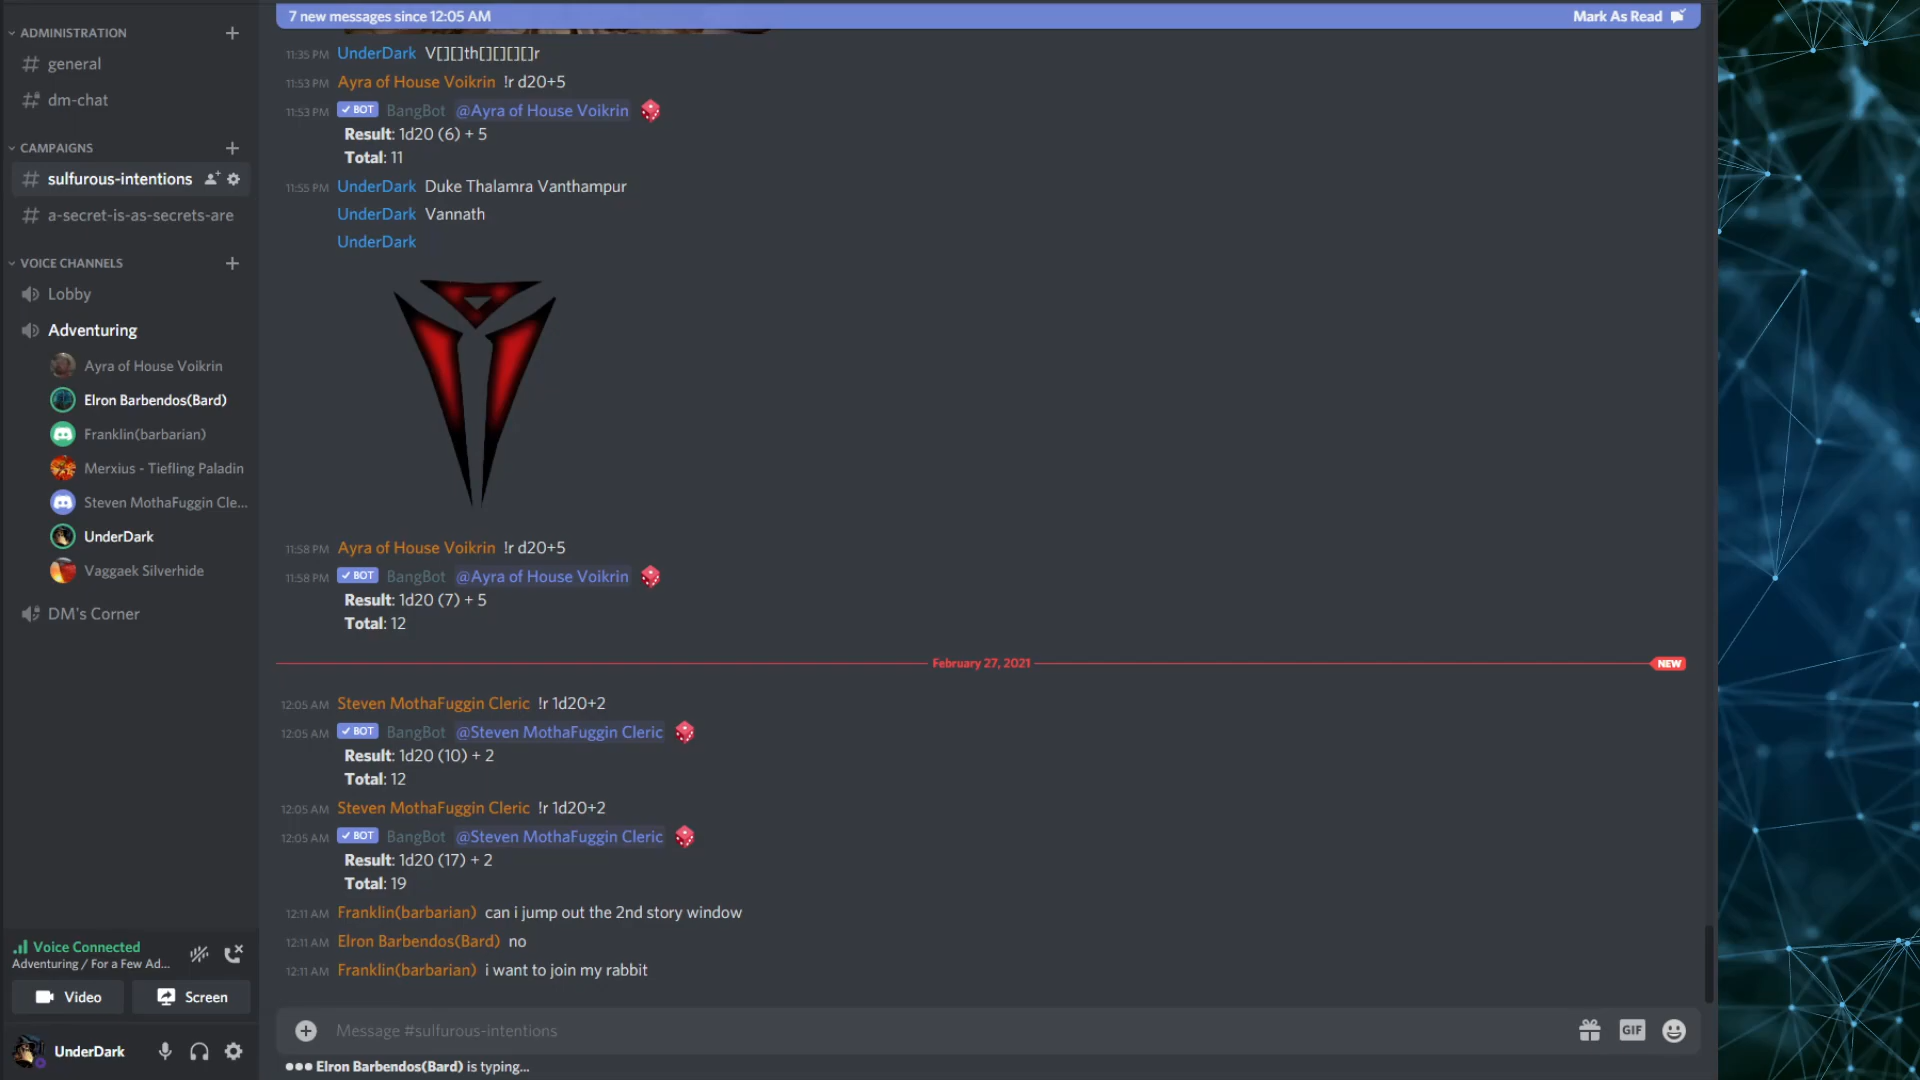 ADMINISTRATION
general
dm-chat
CAMPAIGNS
sulfurous-intentions
a-secret-is-as-secrets-are
VOICE CHANNELS
Lobby
Adventuring
Ayra of House Voikrin
Elron Barbendos(Bard)
Franklin(barbarian)
Merxius - Tiefling Paladin
Steven MothaFuggin Cle...
UnderDark
Vaggaek Silverhide
DM's Corner
Voice Connected
Adventuring / For a Few Ad...
Video Screen
UnderDark
7 new messages since 12:05 AM Mark As Read
11:35 PM UnderDark V[][]th[][][][]r
11:53 PM Ayra of House Voikrin !r d20+5
11:53 PM BOT BangBot @Ayra of House Voikrin
Result: 1d20 (6) + 5
Total: 11
11:55 PM UnderDark Duke Thalamra Vanthampur
UnderDark Vannath
UnderDark
11:58 PM Ayra of House Voikrin !r d20+5
11:58 PM BOT BangBot @Ayra of House Voikrin
Result: 1d20 (7) + 5
Total: 12
February 27, 2021 NEW
12:05 AM Steven MothaFuggin Cleric !r 1d20+2
12:05 AM BOT BangBot @Steven MothaFuggin Cleric
Result: 1d20 (10) + 2
Total: 12
12:05 AM Steven MothaFuggin Cleric !r 1d20+2
12:05 AM BOT BangBot @Steven MothaFuggin Cleric
Result: 1d20 (17) + 2
Total: 19
12:11 AM Franklin(barbarian) can i jump out the 2nd story window
12:11 AM Elron Barbendos(Bard) no
12:11 AM Franklin(barbarian) i want to join my rabbit
Message #sulfurous-intentions
GIF
Elron Barbendos(Bard) is typing...